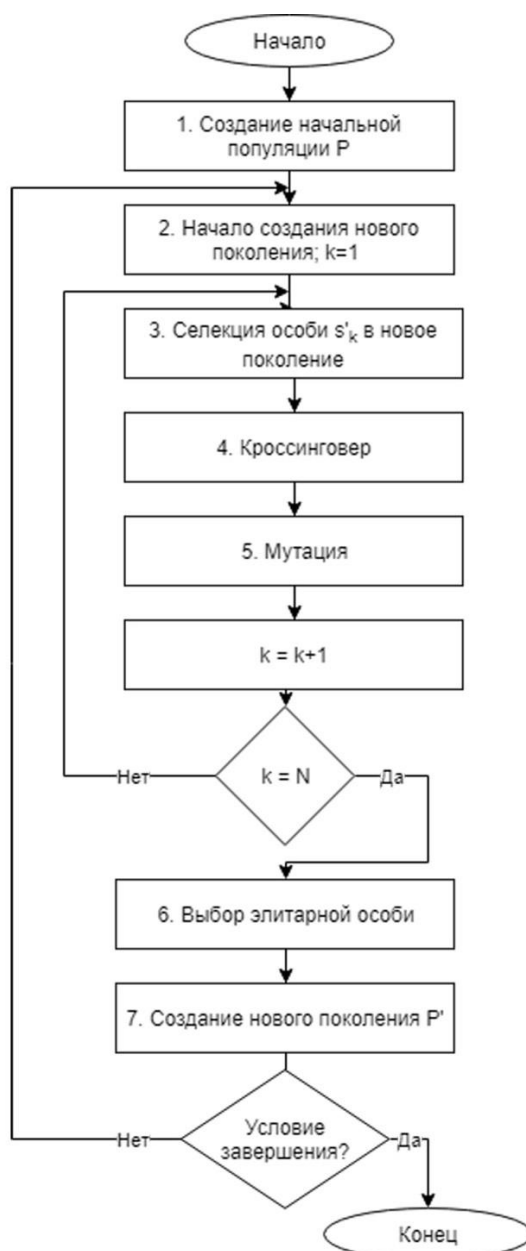 Начало
1. Создание начальной
популяции P
2. Начало создания нового
поколения; k=1
3. Селекция особи s'k в новое
поколение
4. Кроссинговер
5. Мутация
k = k+1
Нет
k = N
Да
6. Выбор элитарной особи
7. Создание нового поколения P'
Нет
Условие
завершения?
Да
Конец